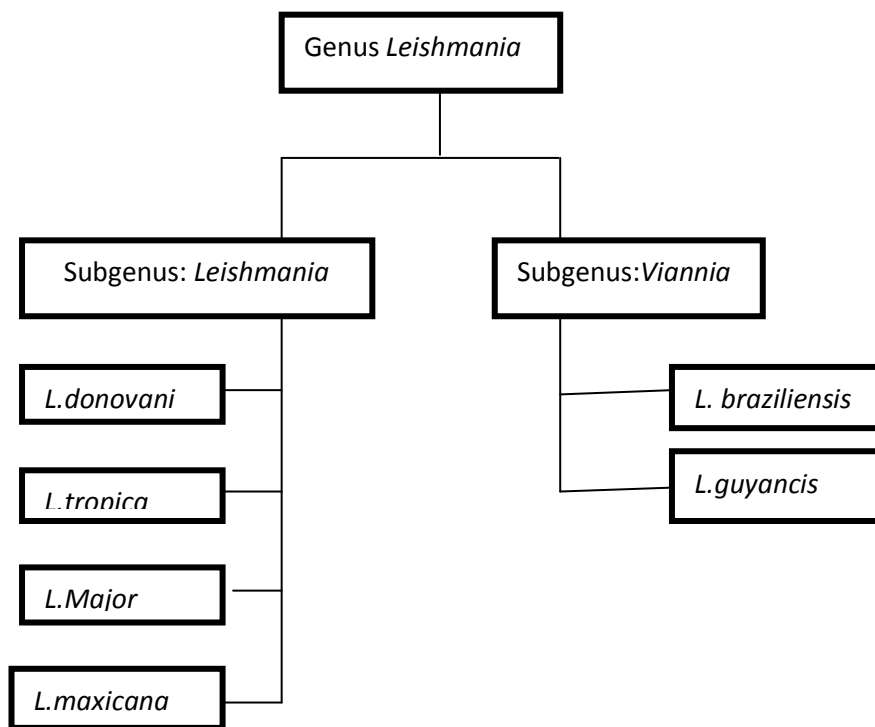 Genus Leishmania
Subgenus: Leishmania
Subgenus:Viannia
L.donovani
L. braziliensis
L.tropica
L.guyancis
L.Major
L.maxicana